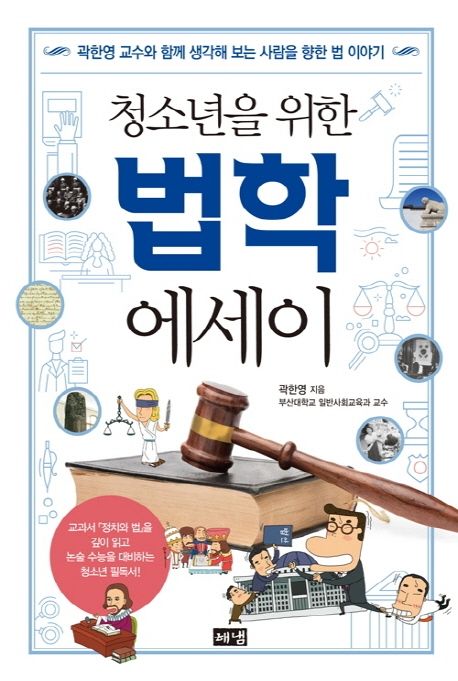 곽한영 교수와 함께 생각해 보는 사람을 향한 법 이야기
청소년을 위한
법학
에세이
곽한영 지음
부산대학교 일반사회교육과 교수
교과서 「정치와 법」을
깊이 읽고
논술 수능을 대비하는
청소년 필독서!
해냄